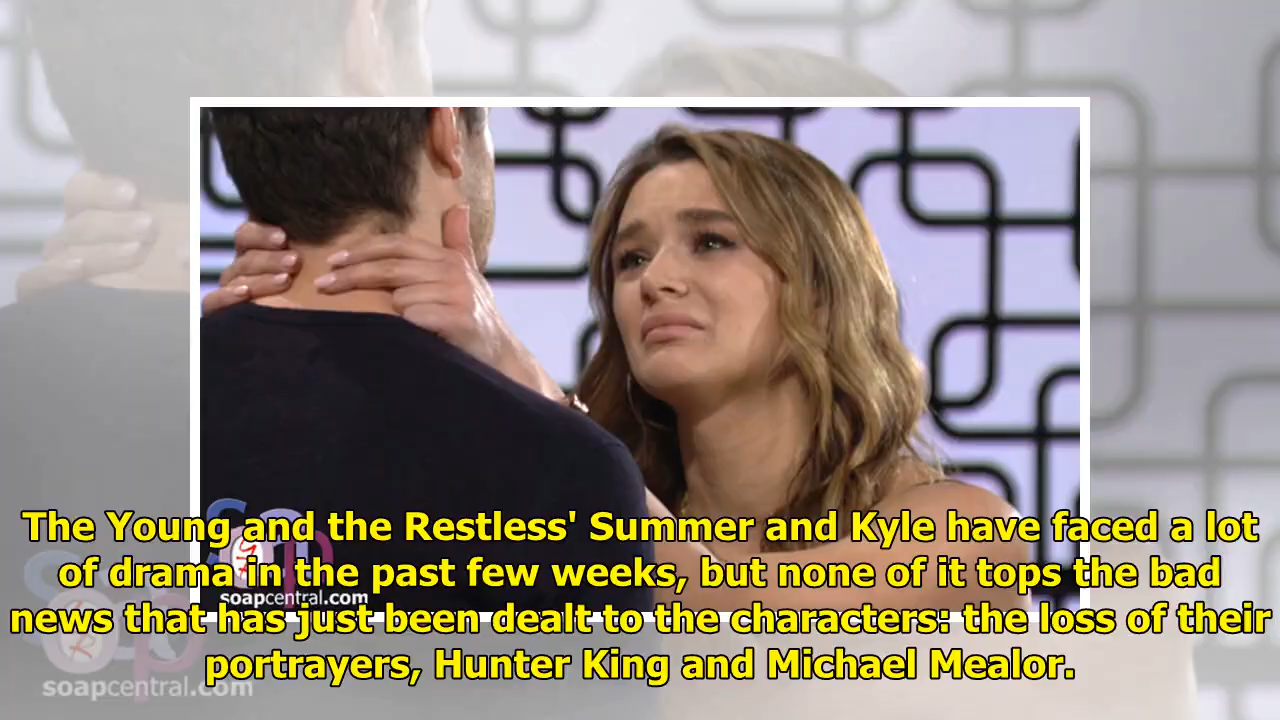 The Young and the Restless' Summer and Kyle have faced a lot
of drama in the past few weeks, but none of it tops the bad
news that has just been dealt to the characters: the loss of their
portrayers, Hunter King and Michael Mealor.
soapcentral.com
soapcentral.com